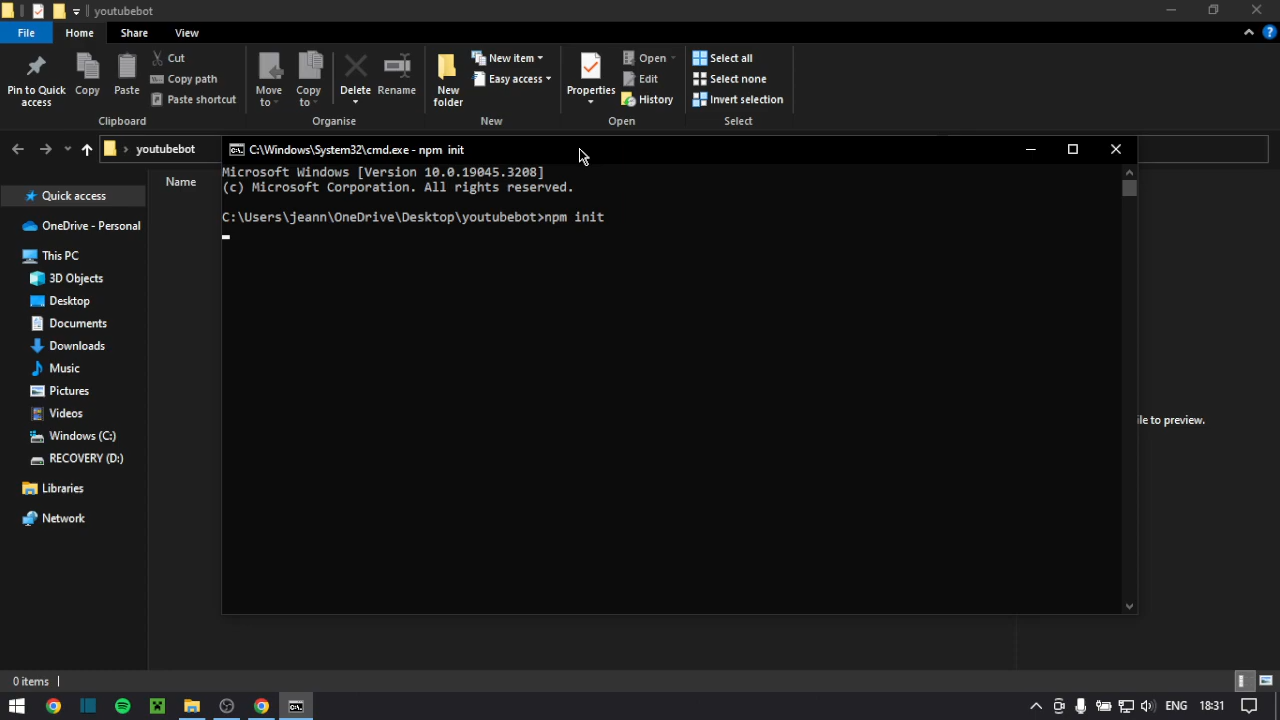 youtubebot
File Home Share View
Pin to Quick access
Copy
Paste
Cut
Copy path
Paste shortcut
Clipboard
Move to
Copy to
Delete
Rename
Organise
New folder
New item
Easy access
New
Properties
Open
Edit
History
Open
Select all
Select none
Invert selection
Select
youtubebot
C:\Windows\System32\cmd.exe - npm init
Name
Microsoft Windows [Version 10.0.19045.3208]
(c) Microsoft Corporation. All rights reserved.
C:\Users\jeann\OneDrive\Desktop\youtubebot>npm init
Quick access
OneDrive - Personal
This PC
3D Objects
Desktop
Documents
Downloads
Music
Pictures
Videos
Windows (C:)
RECOVERY (D:)
Libraries
Network
ile to preview.
0 items
ENG 18:31